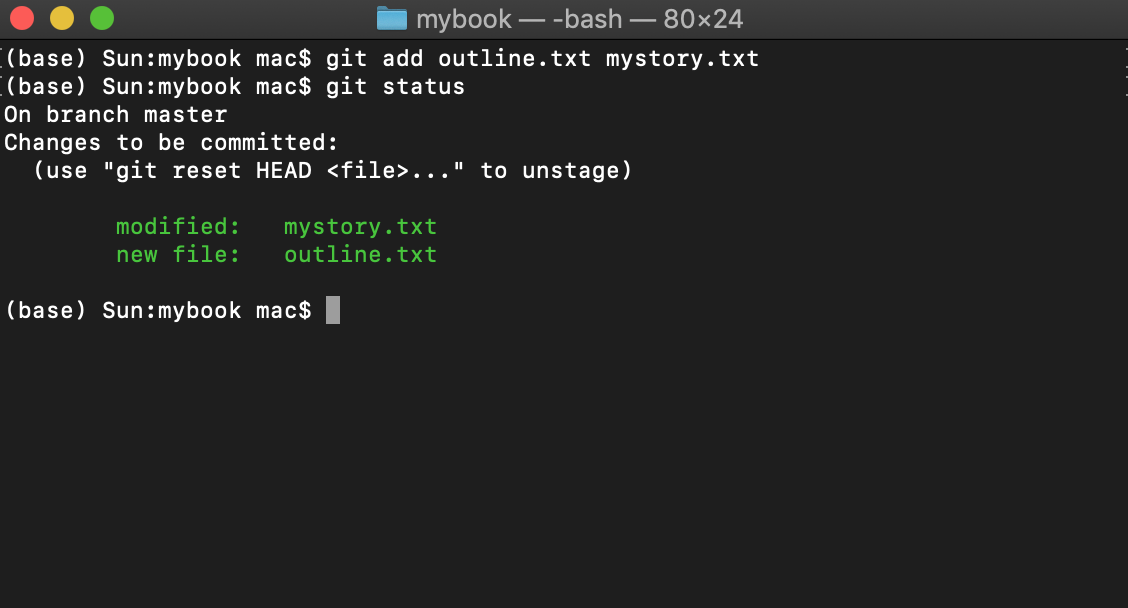 mybook — -bash — 80×24
(base) Sun:mybook mac$ git add outline.txt mystory.txt
(base) Sun:mybook mac$ git status
On branch master
Changes to be committed:
  (use "git reset HEAD <file>..." to unstage)
        modified:   mystory.txt
        new file:   outline.txt
(base) Sun:mybook mac$